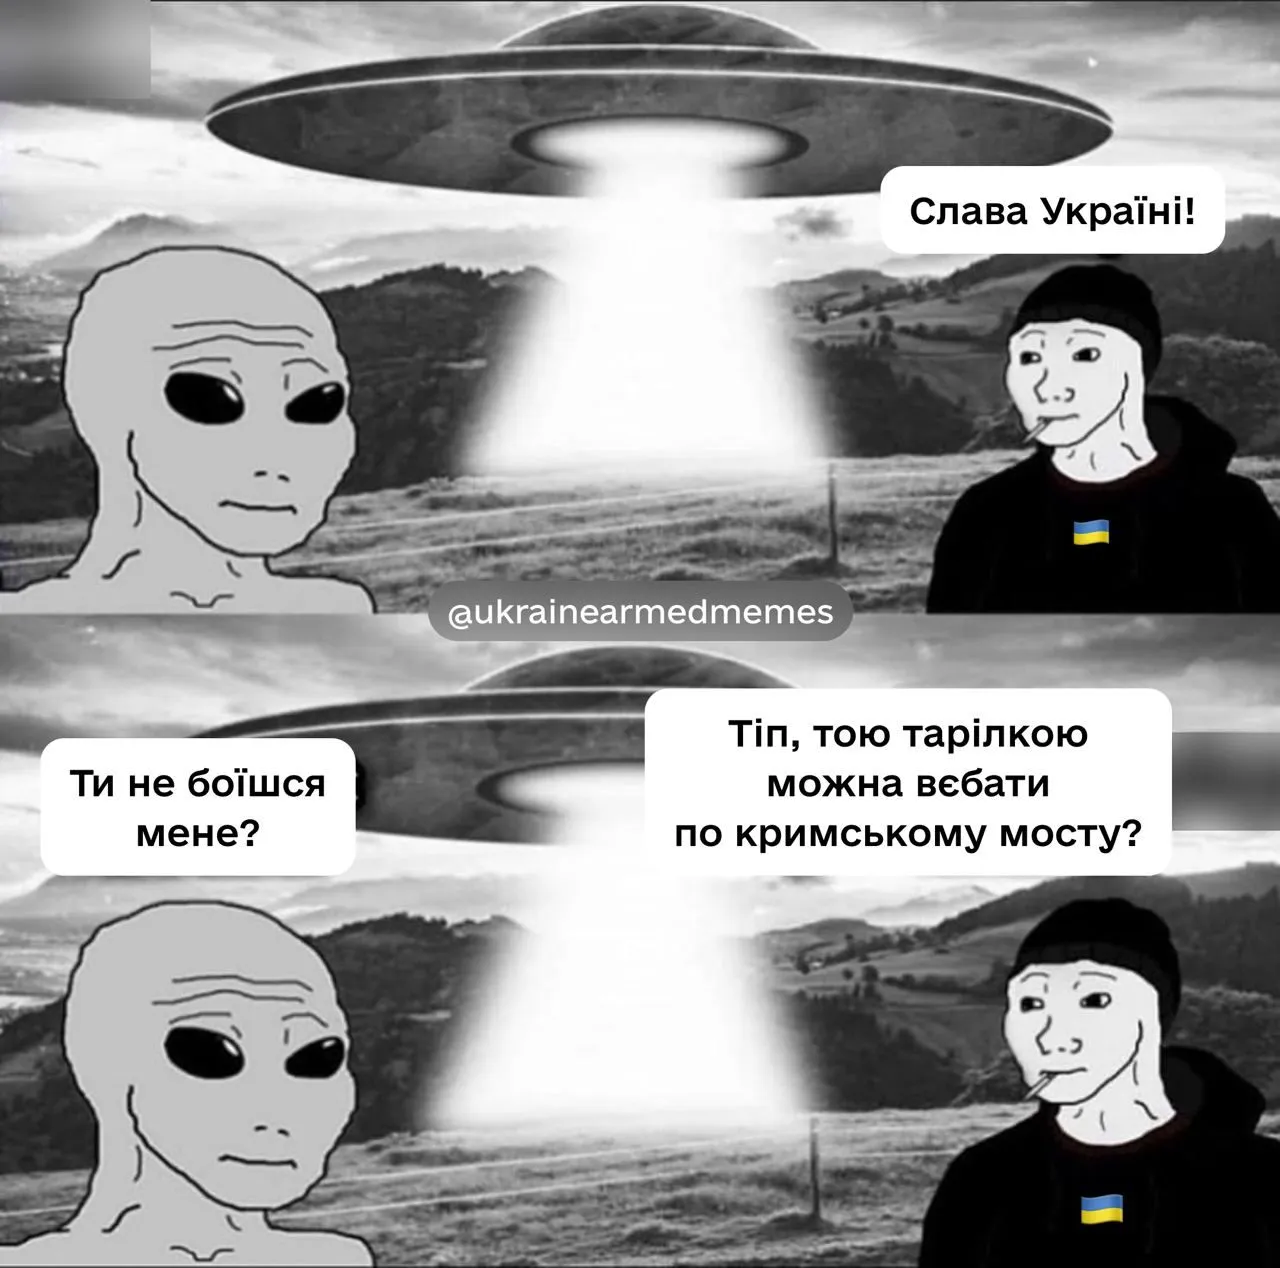 Слава Україні!
@ukrainearmedmemes
Ти не боїшся
мене?
Тіп, тою тарілкою
можна вєбати
по кримському мосту?